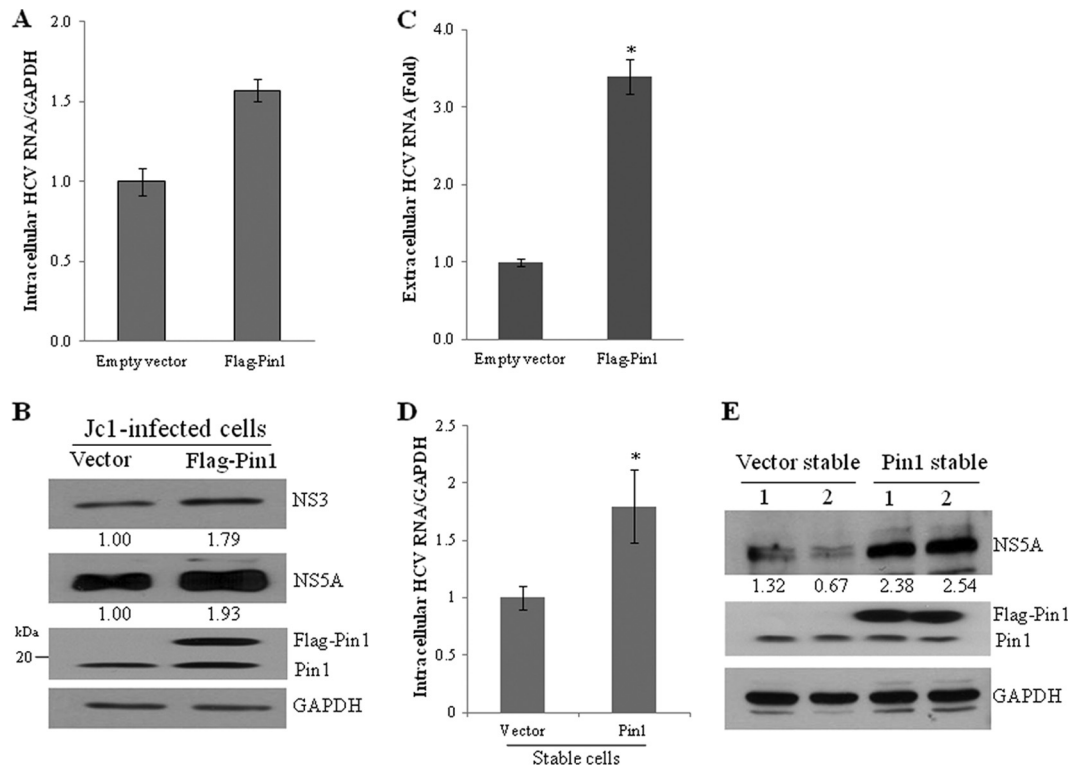 A
Intracellular HCV RNA/GAPDH
2.0
1.5
1.0
0.5
0.0
Empty vector
Flag-Pin1
C
Extracellular HCV RNA (Fold)
4.0
3.0
2.0
1.0
0.0
*
Empty vector
Flag-Pin1
B
Jc1-infected cells
Vector
Flag-Pin1
NS3
1.00
1.79
NS5A
1.00
1.93
kDa
20
Flag-Pin1
Pin1
GAPDH
D
Intracellular HCV RNA/GAPDH
2.5
2
1.5
1
0.5
0
*
Vector
Pin1
Stable cells
E
Vector stable
Pin1 stable
1
2
1
2
NS5A
1.32
0.67
2.38
2.54
Flag-Pin1
Pin1
GAPDH